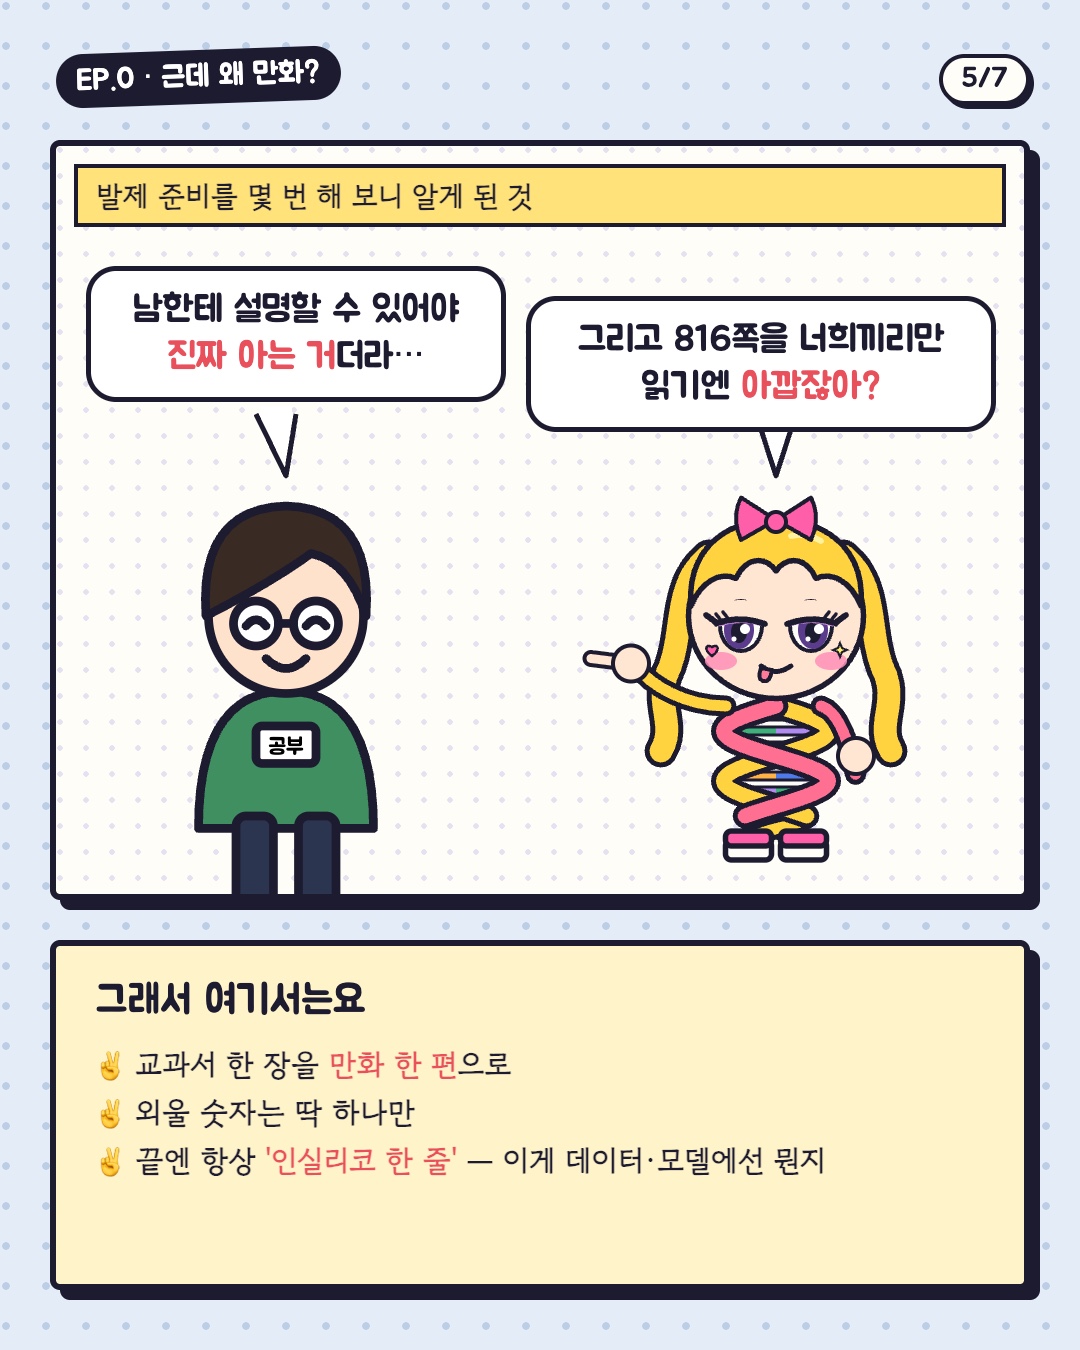 EP.0 · 근데 왜 만화?
5/7
발제 준비를 몇 번 해 보니 알게 된 것
남한테 설명할 수 있어야
진짜 아는 거더라…
그리고 816쪽을 너희끼리만
읽기엔 아깝잖아?
공부
그래서 여기서는요
✌️ 교과서 한 장을 만화 한 편으로
✌️ 외울 숫자는 딱 하나만
✌️ 끝엔 항상 '인실리코 한 줄' — 이게 데이터·모델에선 뭔지